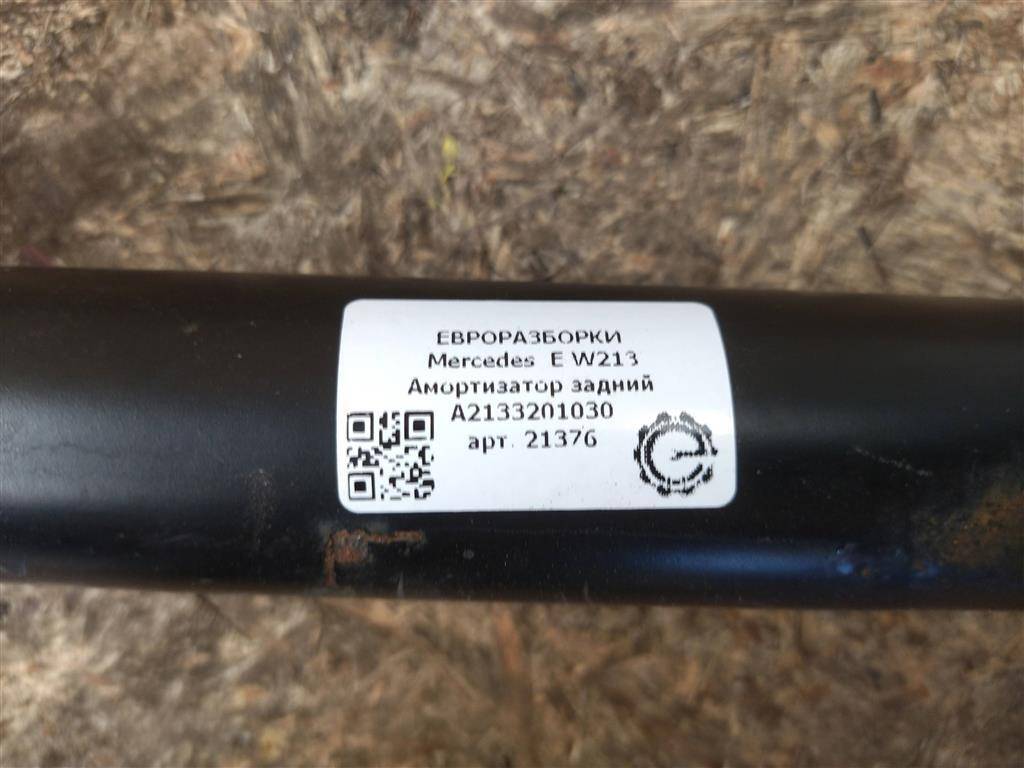 ЕВРОРАЗБОРКИ
Mercedes E W213
Амортизатор задний
A2133201030
арт. 21376